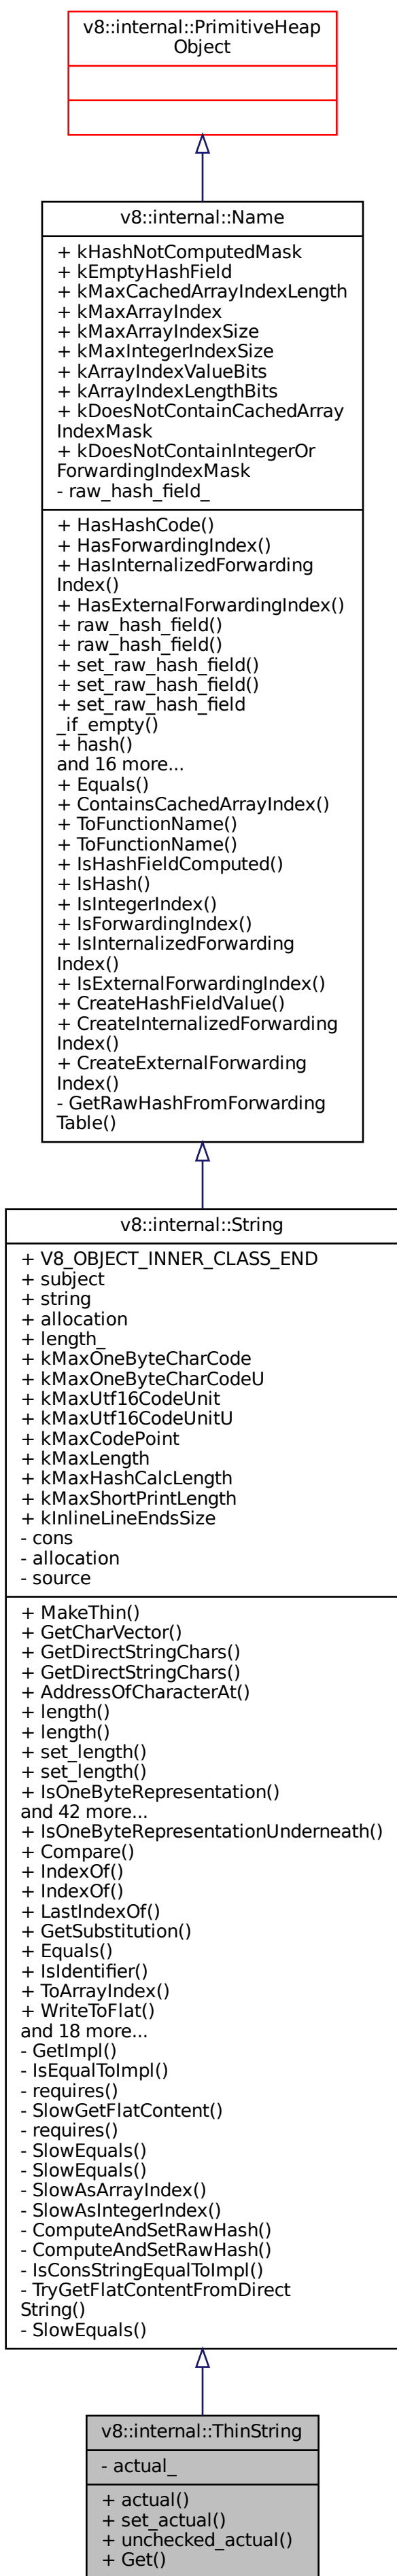 v8::internal::PrimitiveHeap
Object
v8::internal::Name
+ kHashNotComputedMask
+ kEmptyHashField
+ kMaxCachedArrayIndexLength
+ kMaxArrayIndex
+ kMaxArrayIndexSize
+ kMaxIntegerIndexSize
+ kArrayIndexValueBits
+ kArrayIndexLengthBits
+ kDoesNotContainCachedArray
IndexMask
+ kDoesNotContainIntegerOr
ForwardingIndexMask
- raw_hash_field_
+ HasHashCode()
+ HasForwardingIndex()
+ HasInternalizedForwarding
Index()
+ HasExternalForwardingIndex()
+ raw_hash_field()
+ raw_hash_field()
+ set_raw_hash_field()
+ set_raw_hash_field()
+ set_raw_hash_field
_if_empty()
+ hash()
and 16 more...
+ Equals()
+ ContainsCachedArrayIndex()
+ ToFunctionName()
+ ToFunctionName()
+ IsHashFieldComputed()
+ IsHash()
+ IsIntegerIndex()
+ IsForwardingIndex()
+ IsInternalizedForwarding
Index()
+ IsExternalForwardingIndex()
+ CreateHashFieldValue()
+ CreateInternalizedForwarding
Index()
+ CreateExternalForwarding
Index()
- GetRawHashFromForwarding
Table()
v8::internal::String
+ V8_OBJECT_INNER_CLASS_END
+ subject
+ string
+ allocation
+ length_
+ kMaxOneByteCharCode
+ kMaxOneByteCharCodeU
+ kMaxUtf16CodeUnit
+ kMaxUtf16CodeUnitU
+ kMaxCodePoint
+ kMaxLength
+ kMaxHashCalcLength
+ kMaxShortPrintLength
+ kInlineLineEndsSize
- cons
- allocation
- source
+ MakeThin()
+ GetCharVector()
+ GetDirectStringChars()
+ GetDirectStringChars()
+ AddressOfCharacterAt()
+ length()
+ length()
+ set_length()
+ set_length()
+ IsOneByteRepresentation()
and 42 more...
+ IsOneByteRepresentationUnderneath()
+ Compare()
+ IndexOf()
+ IndexOf()
+ LastIndexOf()
+ GetSubstitution()
+ Equals()
+ IsIdentifier()
+ ToArrayIndex()
+ WriteToFlat()
and 18 more...
- GetImpl()
- IsEqualToImpl()
- requires()
- SlowGetFlatContent()
- requires()
- SlowEquals()
- SlowEquals()
- SlowAsArrayIndex()
- SlowAsIntegerIndex()
- ComputeAndSetRawHash()
- ComputeAndSetRawHash()
- IsConsStringEqualToImpl()
- TryGetFlatContentFromDirect
String()
- SlowEquals()
v8::internal::ThinString
- actual_
+ actual()
+ set_actual()
+ unchecked_actual()
+ Get()